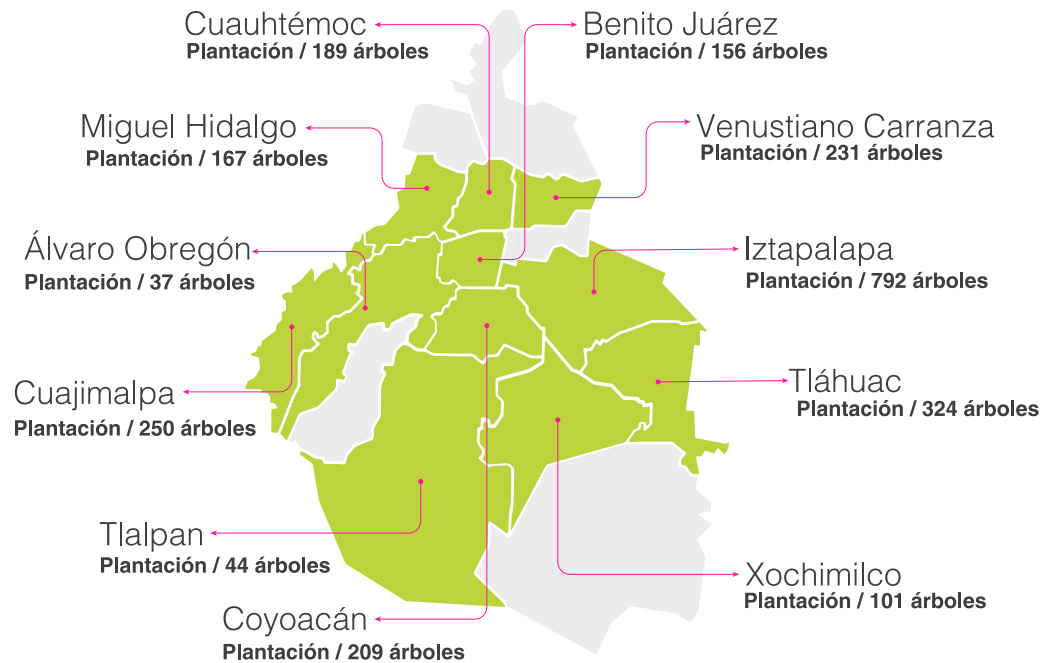 Cuauhtémoc
Plantación / 189 árboles
Benito Juárez
Plantación / 156 árboles
Miguel Hidalgo
Plantación / 167 árboles
Venustiano Carranza
Plantación / 231 árboles
Álvaro Obregón
Plantación / 37 árboles
Iztapalapa
Plantación / 792 árboles
Cuajimalpa
Plantación / 250 árboles
Tláhuac
Plantación / 324 árboles
Tlalpan
Plantación / 44 árboles
Xochimilco
Plantación / 101 árboles
Coyoacán
Plantación / 209 árboles